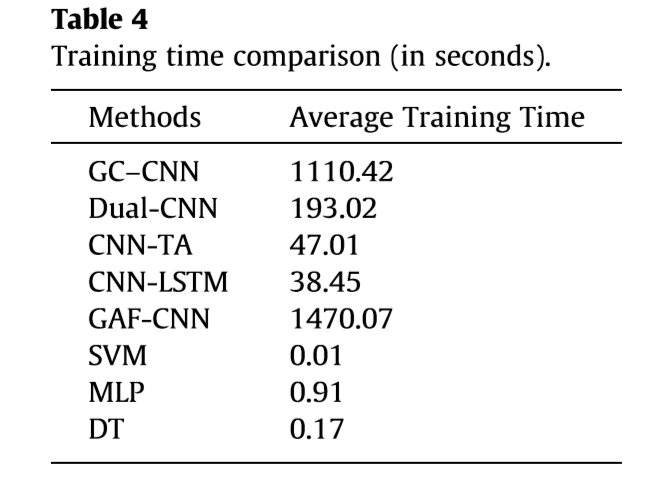 Table 4
Training time comparison (in seconds).
Methods Average Training Time
GC–CNN 1110.42
Dual-CNN 193.02
CNN-TA 47.01
CNN-LSTM 38.45
GAF-CNN 1470.07
SVM 0.01
MLP 0.91
DT 0.17